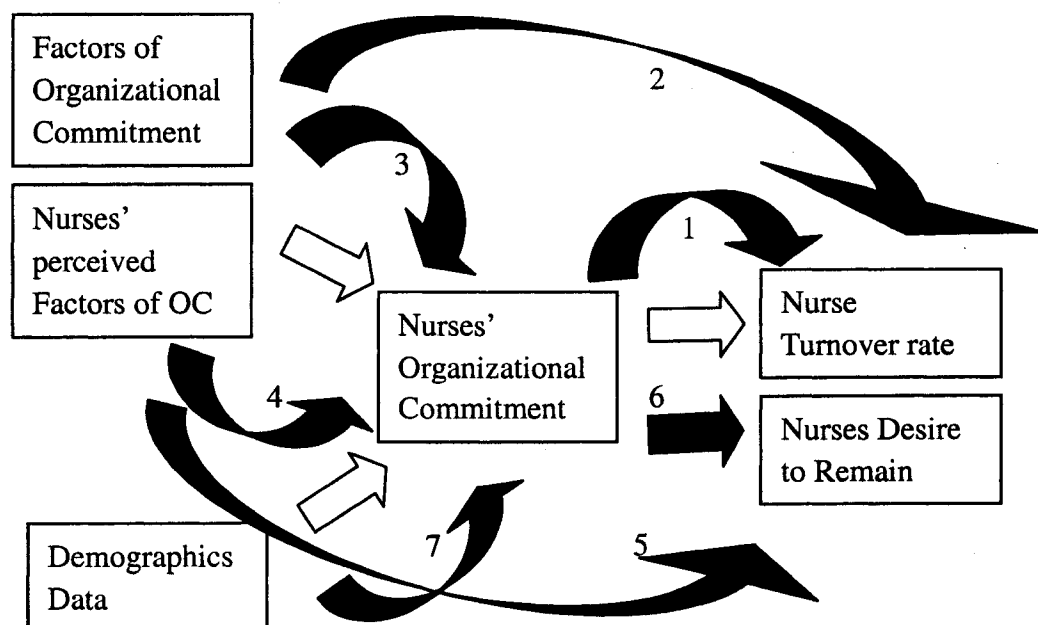 Factors of
Organizational
Commitment
2
3
Nurses'
perceived
Factors of OC
1
Nurses'
Organizational
Commitment
Nurse
Turnover rate
4
6
Nurses Desire
to Remain
7
5
Demographics
Data